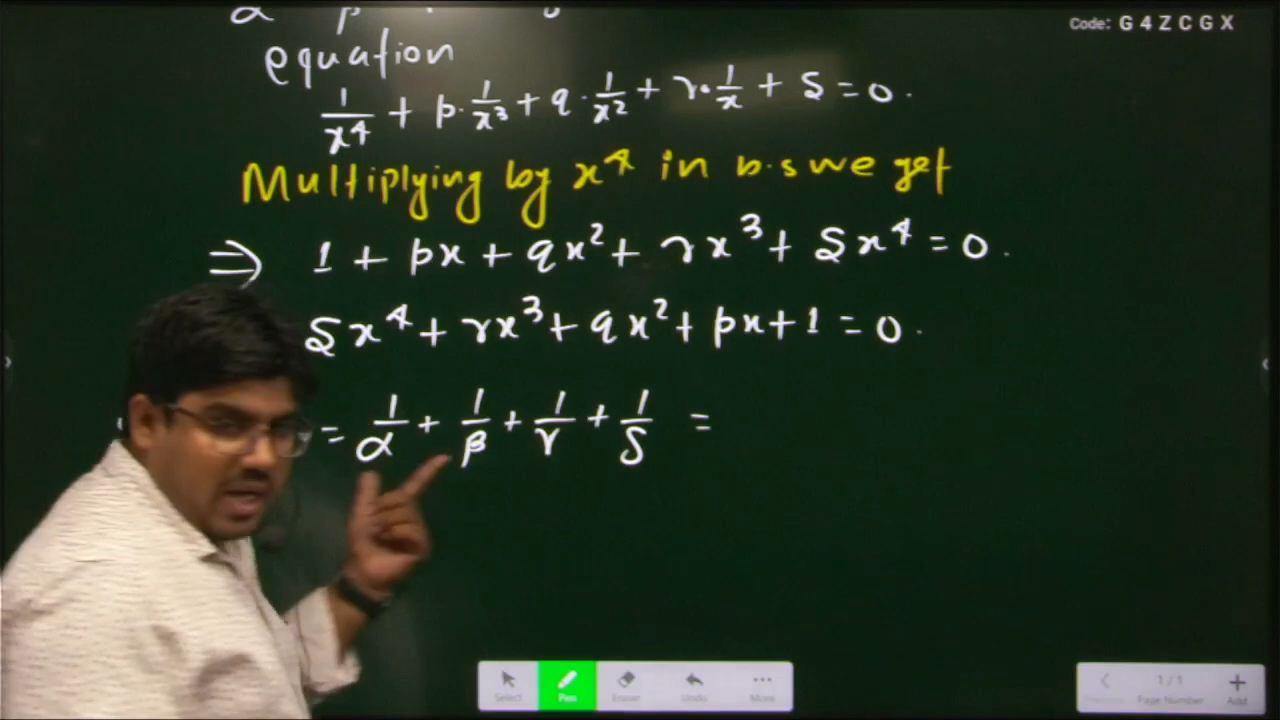 Code: G 4 Z C G X
equation
1/x⁴ + p·1/x³ + q·1/x² + r·1/x + s = 0.
Multiplying by x⁴ in b.s we get
⇒ 1 + px + qx² + rx³ + sx⁴ = 0.
sx⁴ + rx³ + qx² + px + 1 = 0.
= 1/α + 1/β + 1/γ + 1/δ =
Select Pen Eraser Undo More
1/1
Page Number Add